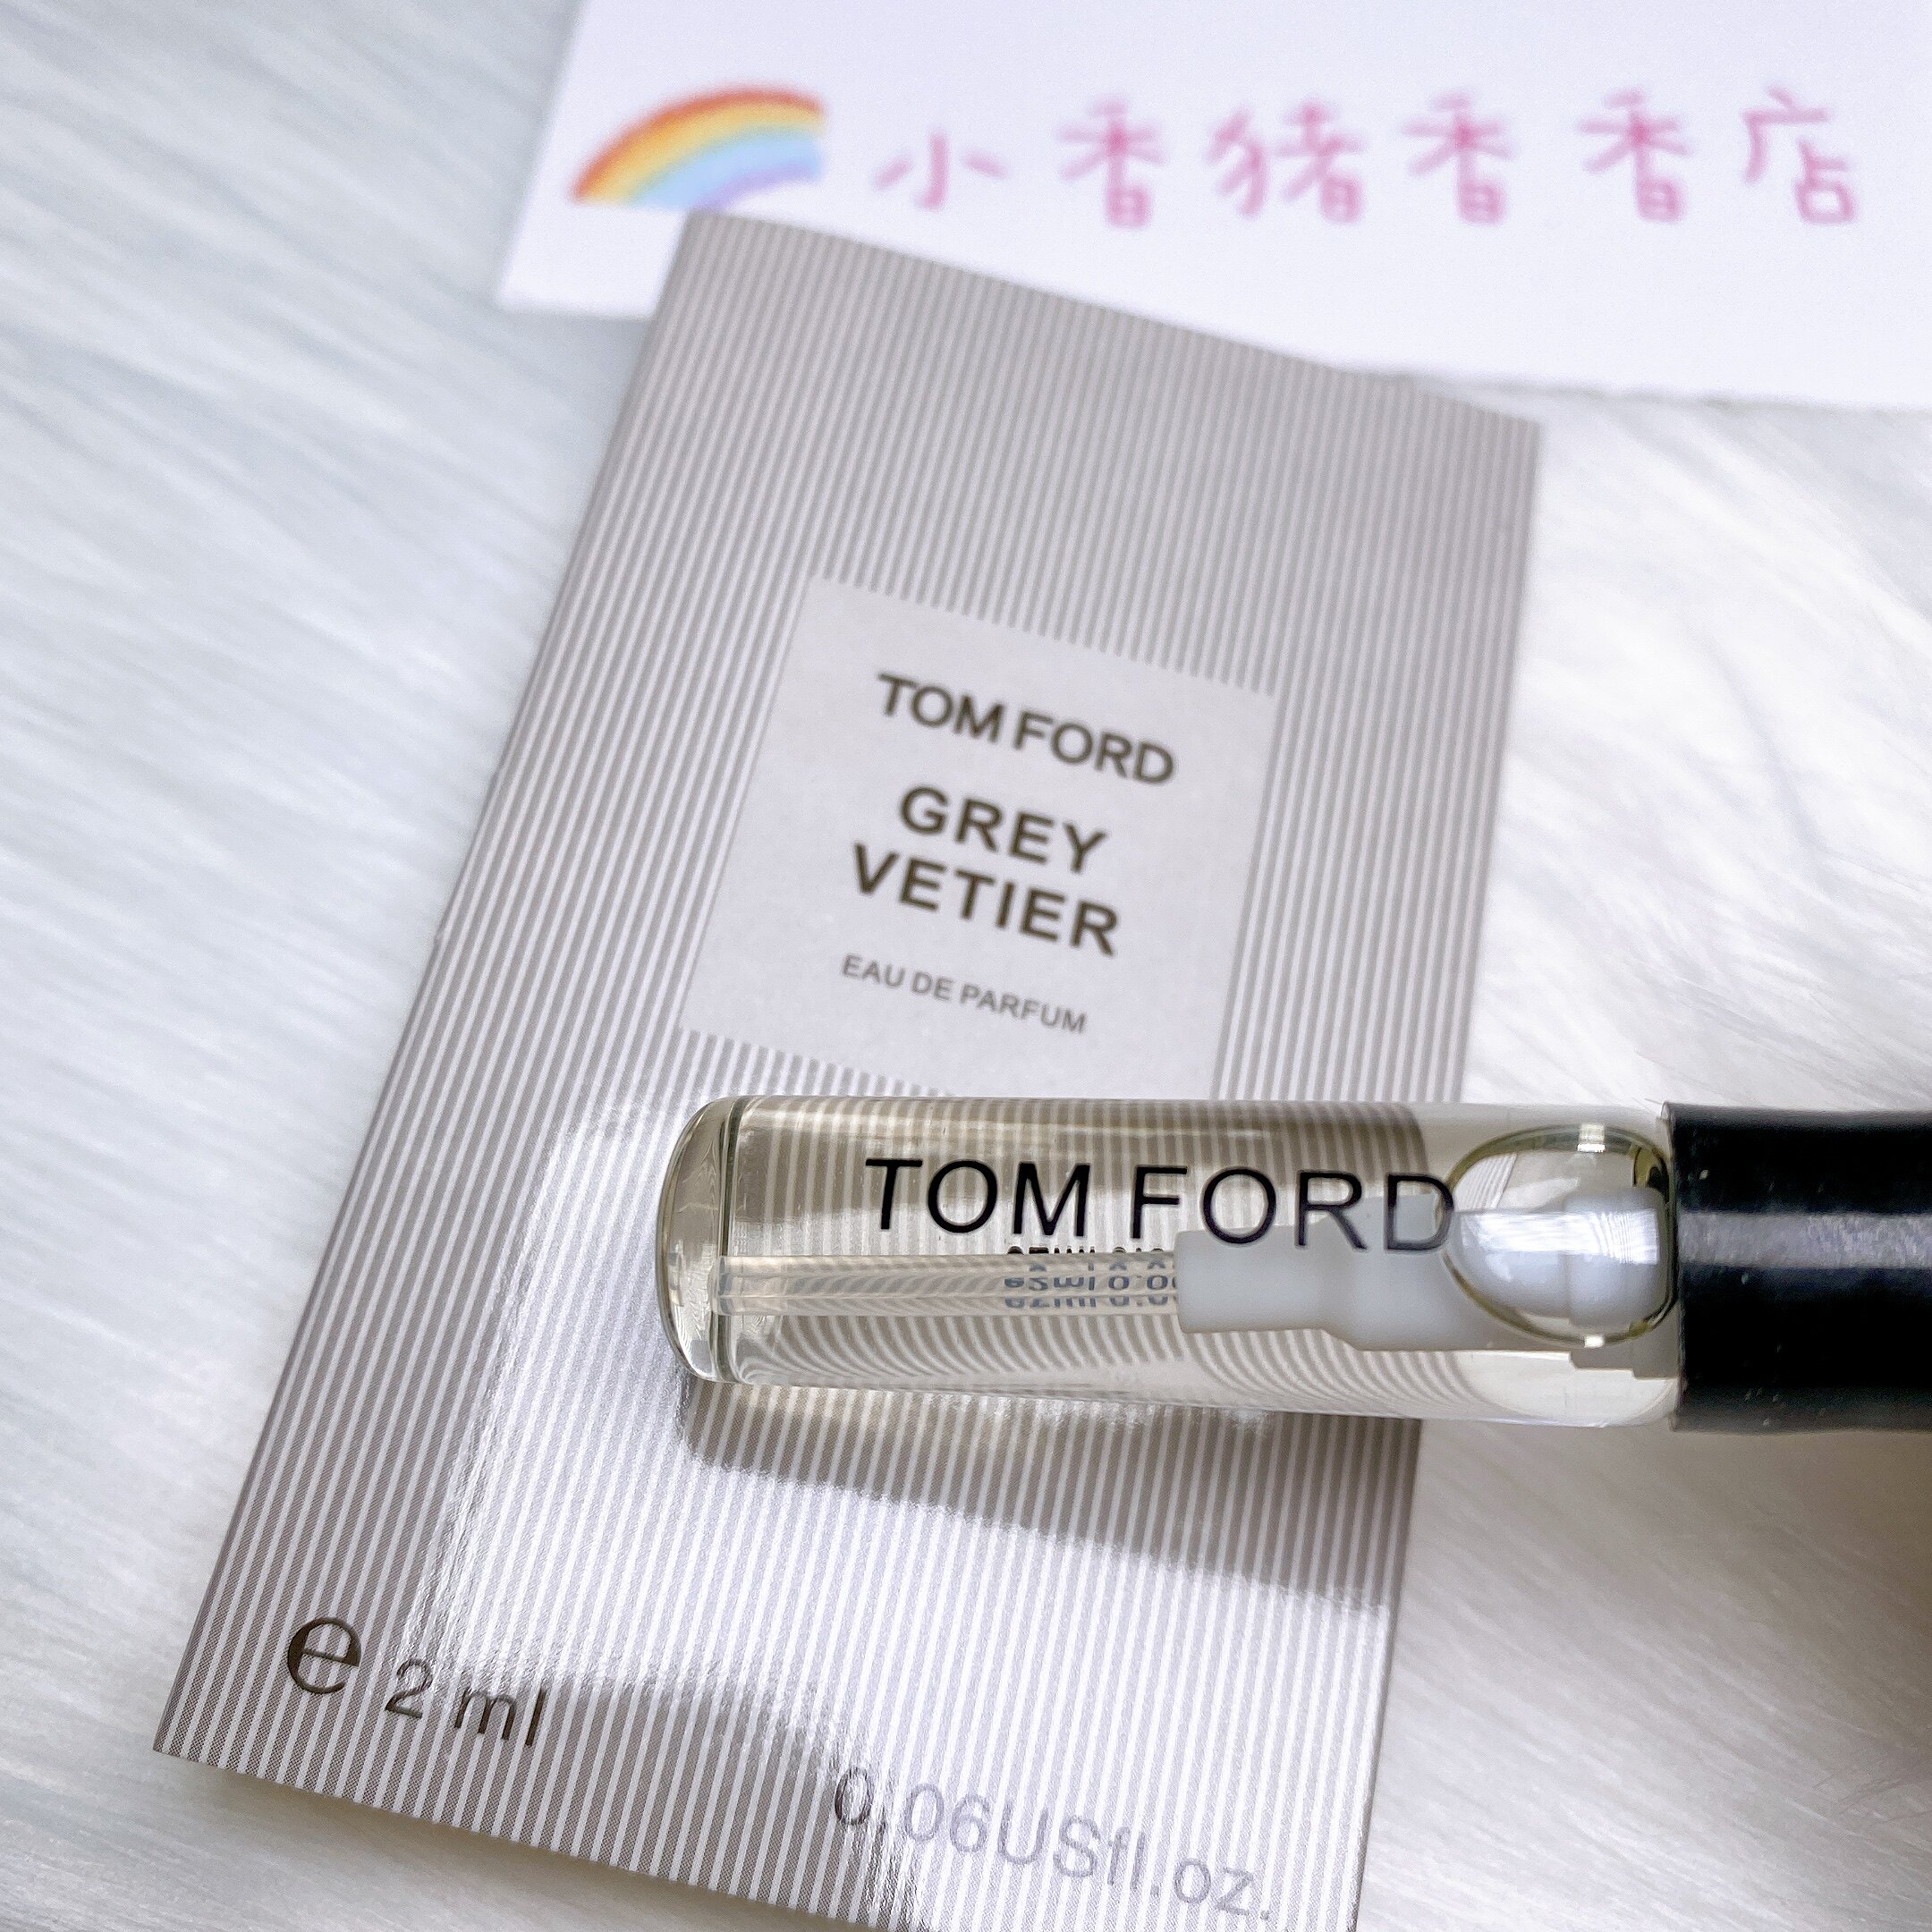 小香猪香香店
TOM FORD
GREY
VETIER
EAU DE PARFUM
TOM FORD
e 2 ml
0.06USfl.oz.